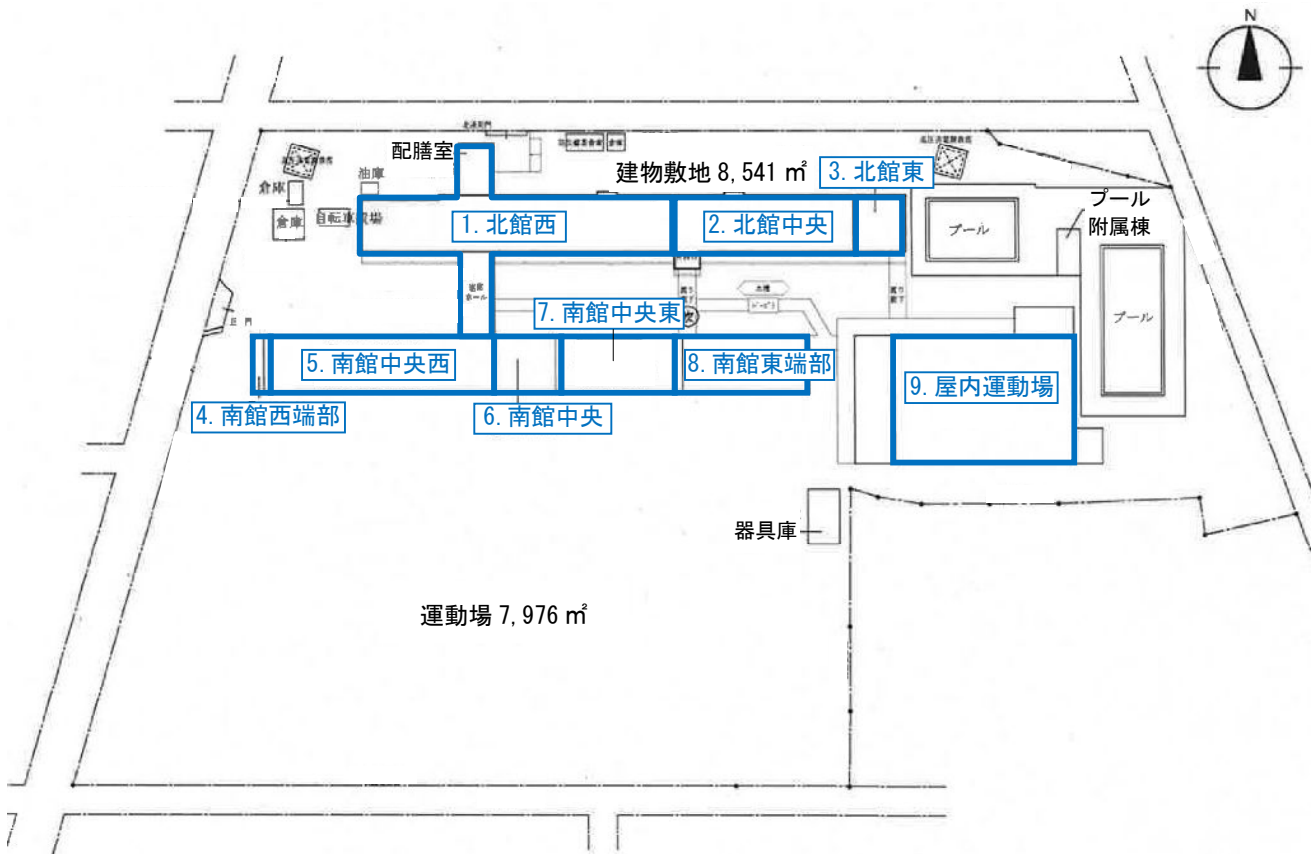 N
配膳室
油庫
倉庫
倉庫
自転車置場
倉庫
建物敷地 8,541 ㎡
3. 北館東
プール
附属棟
1. 北館西
2. 北館中央
プール
プール
7. 南館中央東
5. 南館中央西
8. 南館東端部
9. 屋内運動場
4. 南館西端部
6. 南館中央
器具庫
運動場 7,976 ㎡